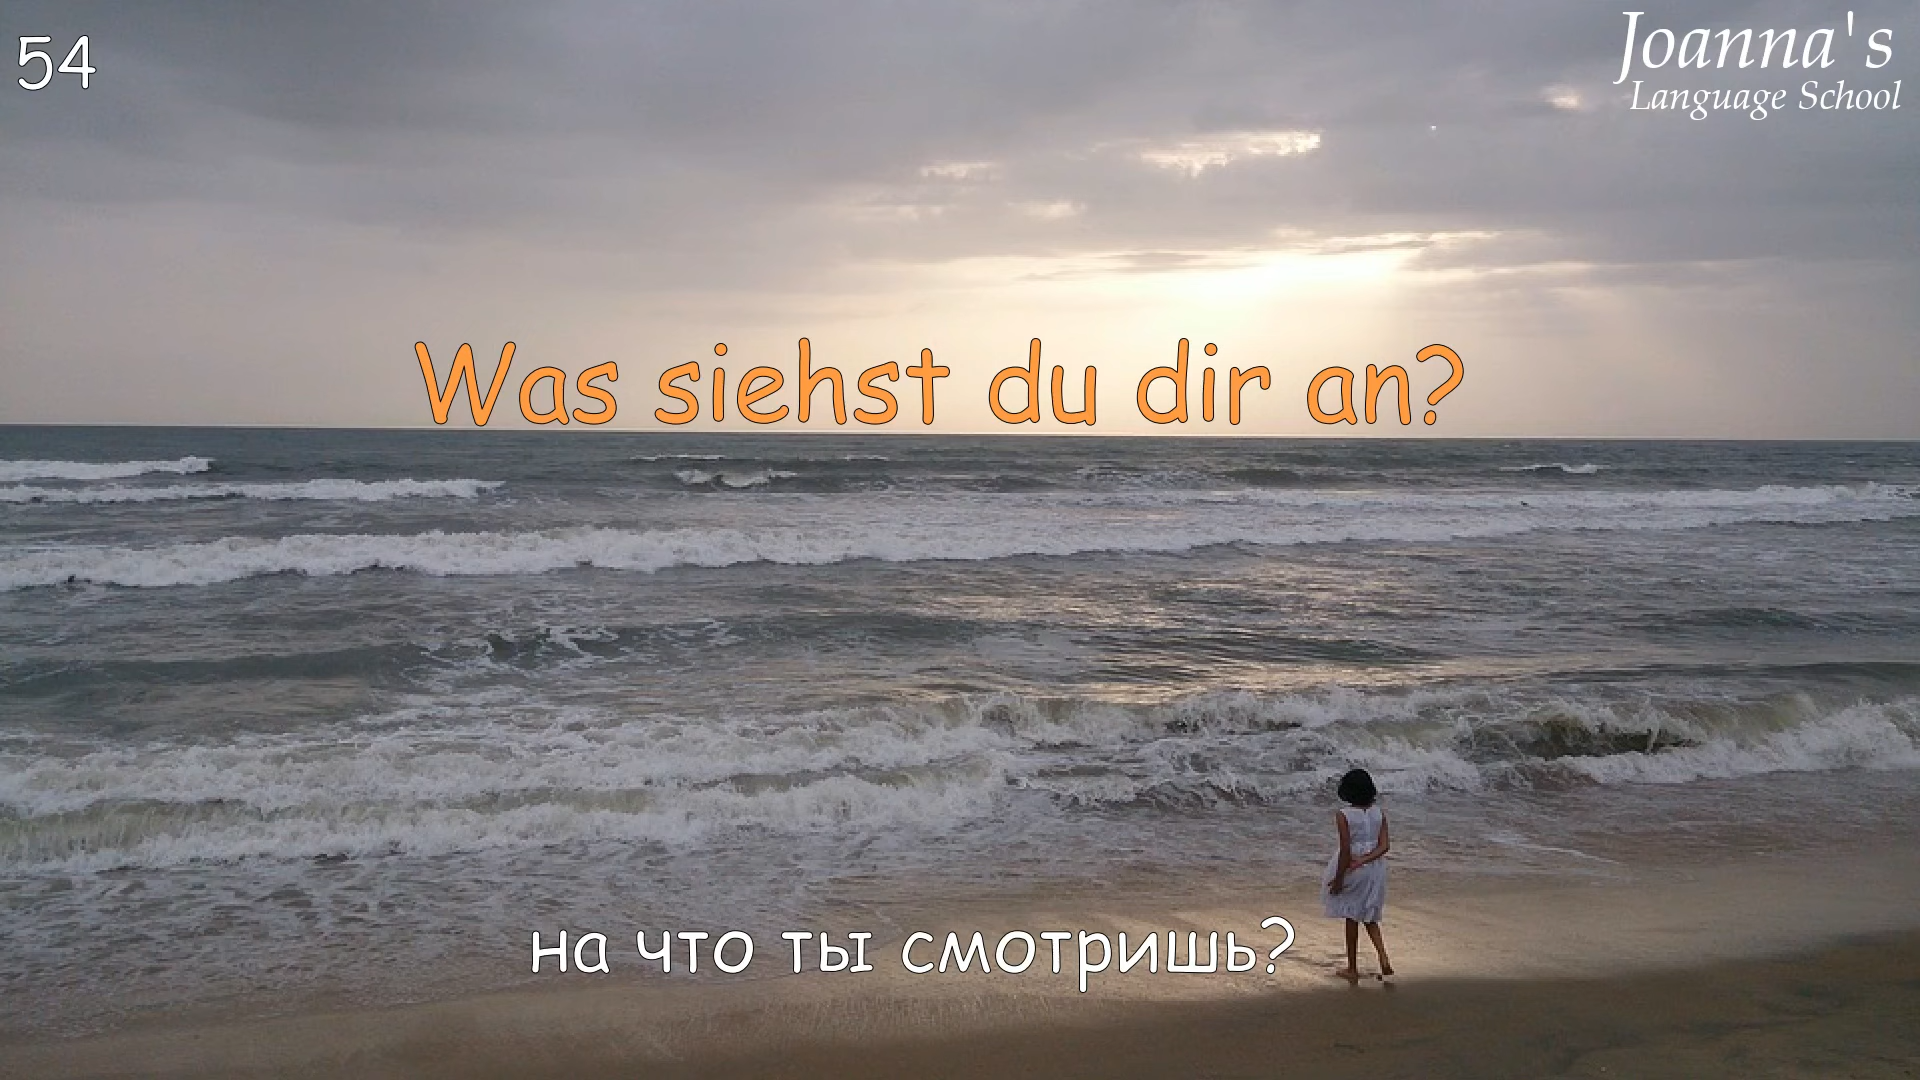 54
Joanna's
Language School
Was siehst du dir an?
на что ты смотришь?